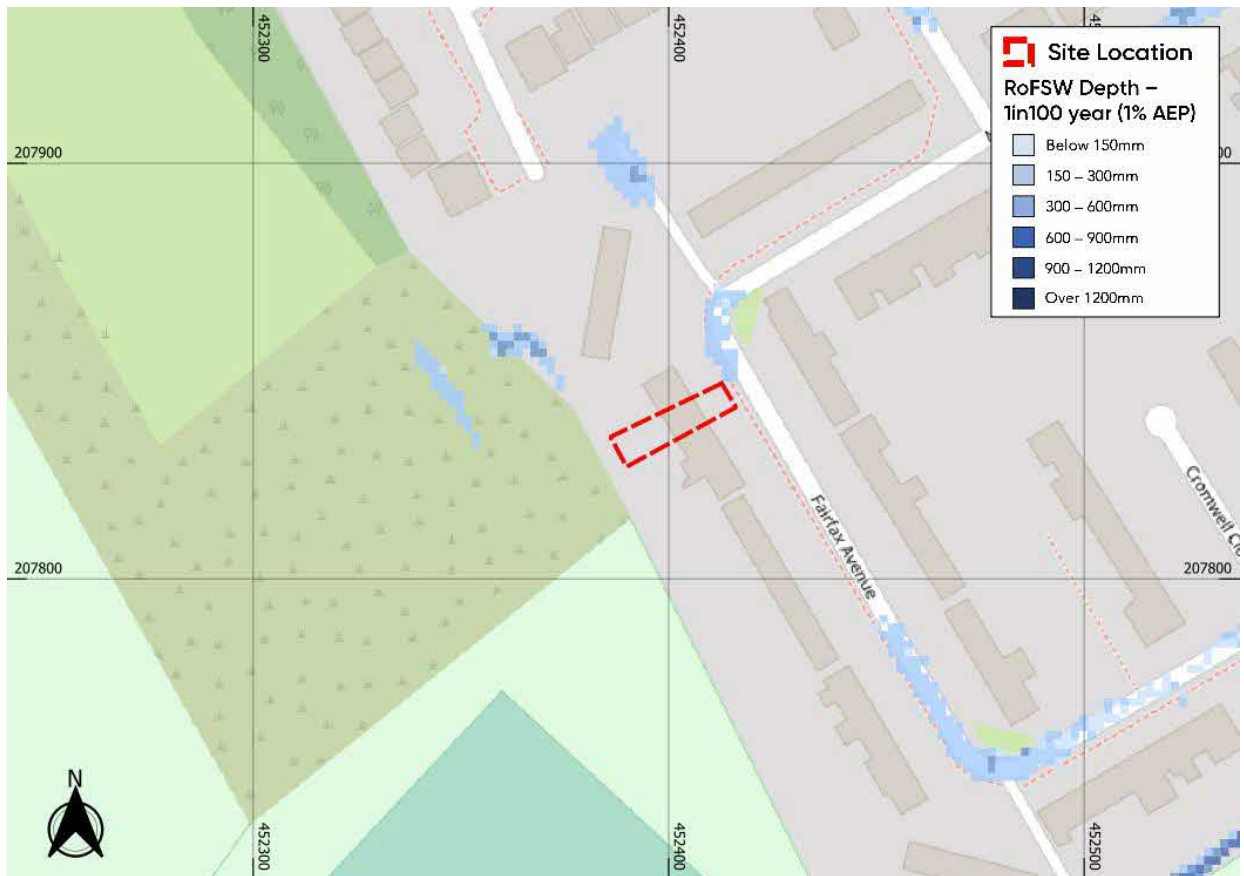 452300
452400
Site Location
RoFSW Depth –
1in100 year (1% AEP)
Below 150mm
150 – 300mm
300 – 600mm
600 – 900mm
900 – 1200mm
Over 1200mm
207900
Fairfax Avenue
Cromwell
207800
207800
N
452300
452400
452500